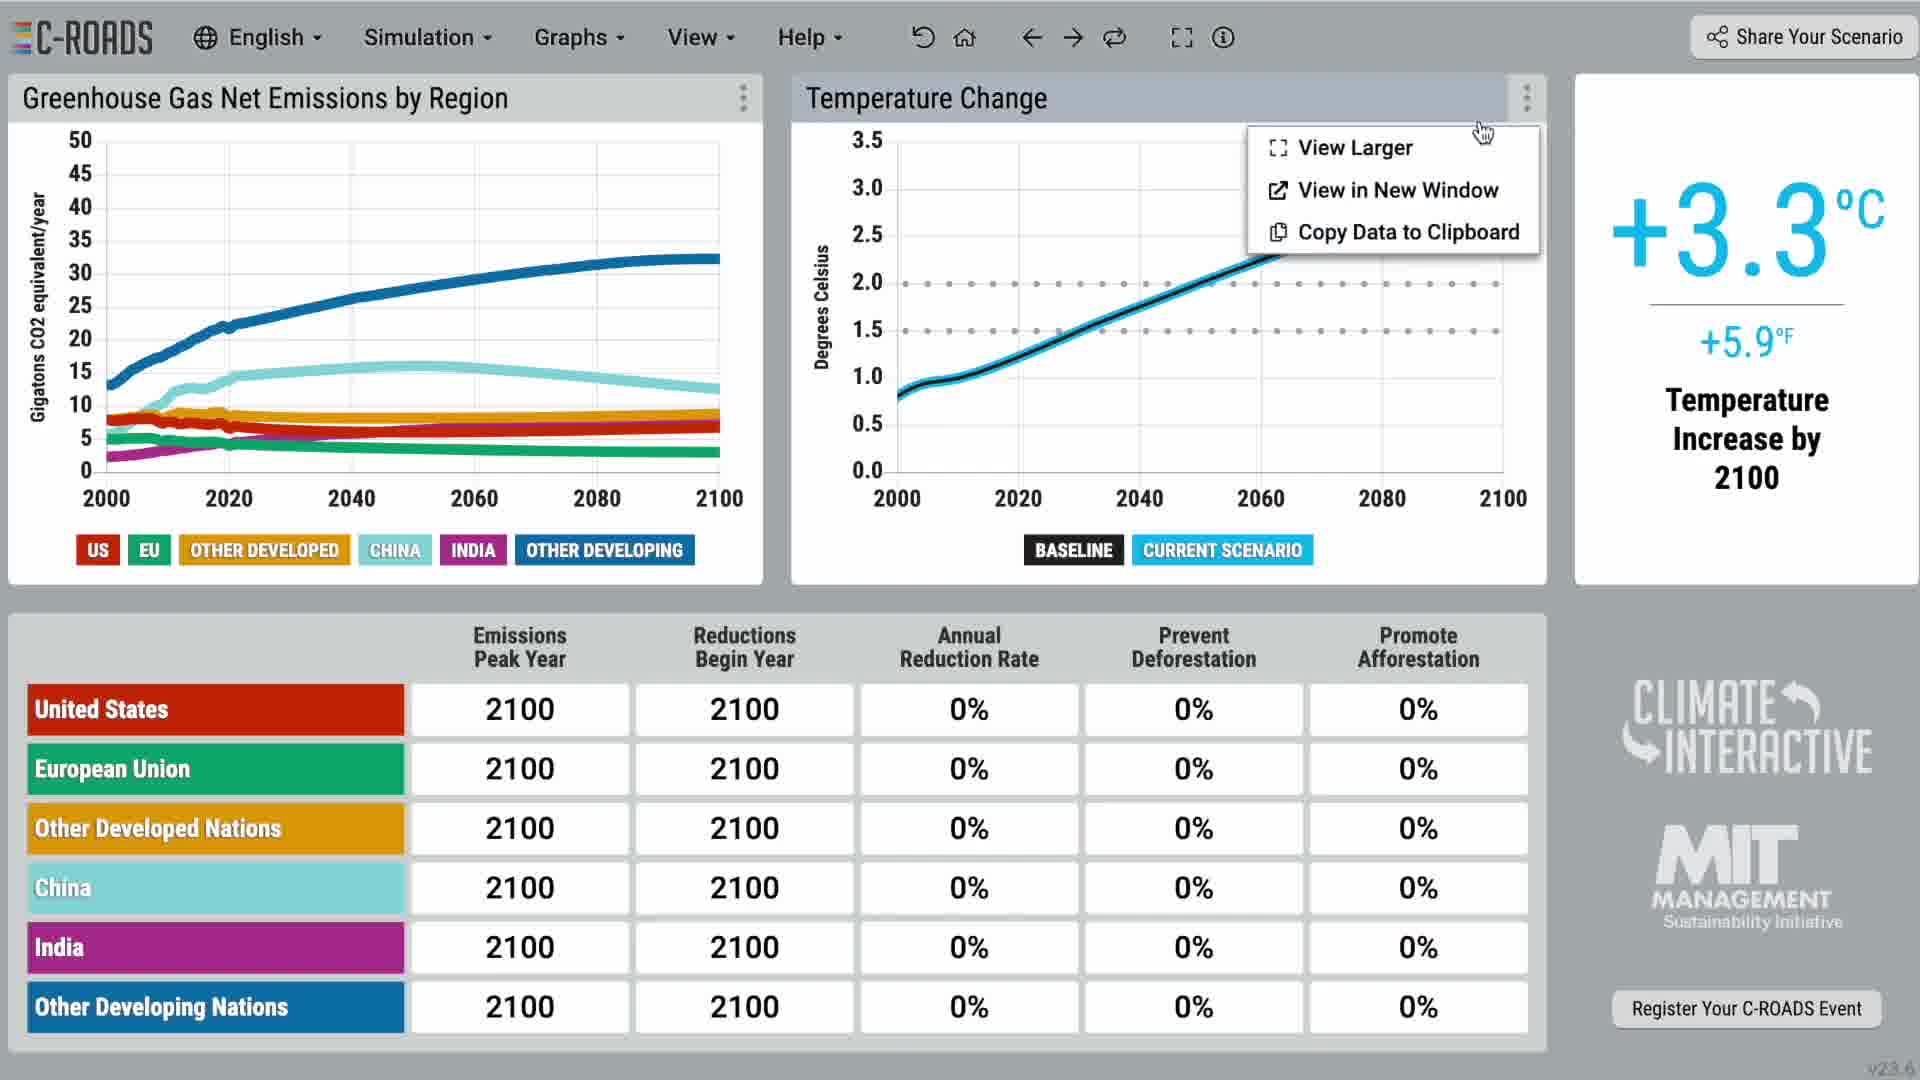 C-ROADS English Simulation Graphs View Help Share Your Scenario
Greenhouse Gas Net Emissions by Region
Gigatons CO2 equivalent/year
50
45
40
35
30
25
20
15
10
5
0
2000 2020 2040 2060 2080 2100
US EU OTHER DEVELOPED CHINA INDIA OTHER DEVELOPING
Temperature Change
View Larger
View in New Window
Copy Data to Clipboard
Degrees Celsius
3.5
3.0
2.5
2.0
1.5
1.0
0.5
0.0
2000 2020 2040 2060 2080 2100
BASELINE CURRENT SCENARIO
+3.3°C
+5.9°F
Temperature
Increase by
2100
Emissions Peak Year Reductions Begin Year Annual Reduction Rate Prevent Deforestation Promote Afforestation
United States 2100 2100 0% 0% 0%
European Union 2100 2100 0% 0% 0%
Other Developed Nations 2100 2100 0% 0% 0%
China 2100 2100 0% 0% 0%
India 2100 2100 0% 0% 0%
Other Developing Nations 2100 2100 0% 0% 0%
CLIMATE
INTERACTIVE
MIT
MANAGEMENT
Sustainability Initiative
Register Your C-ROADS Event
v23.6